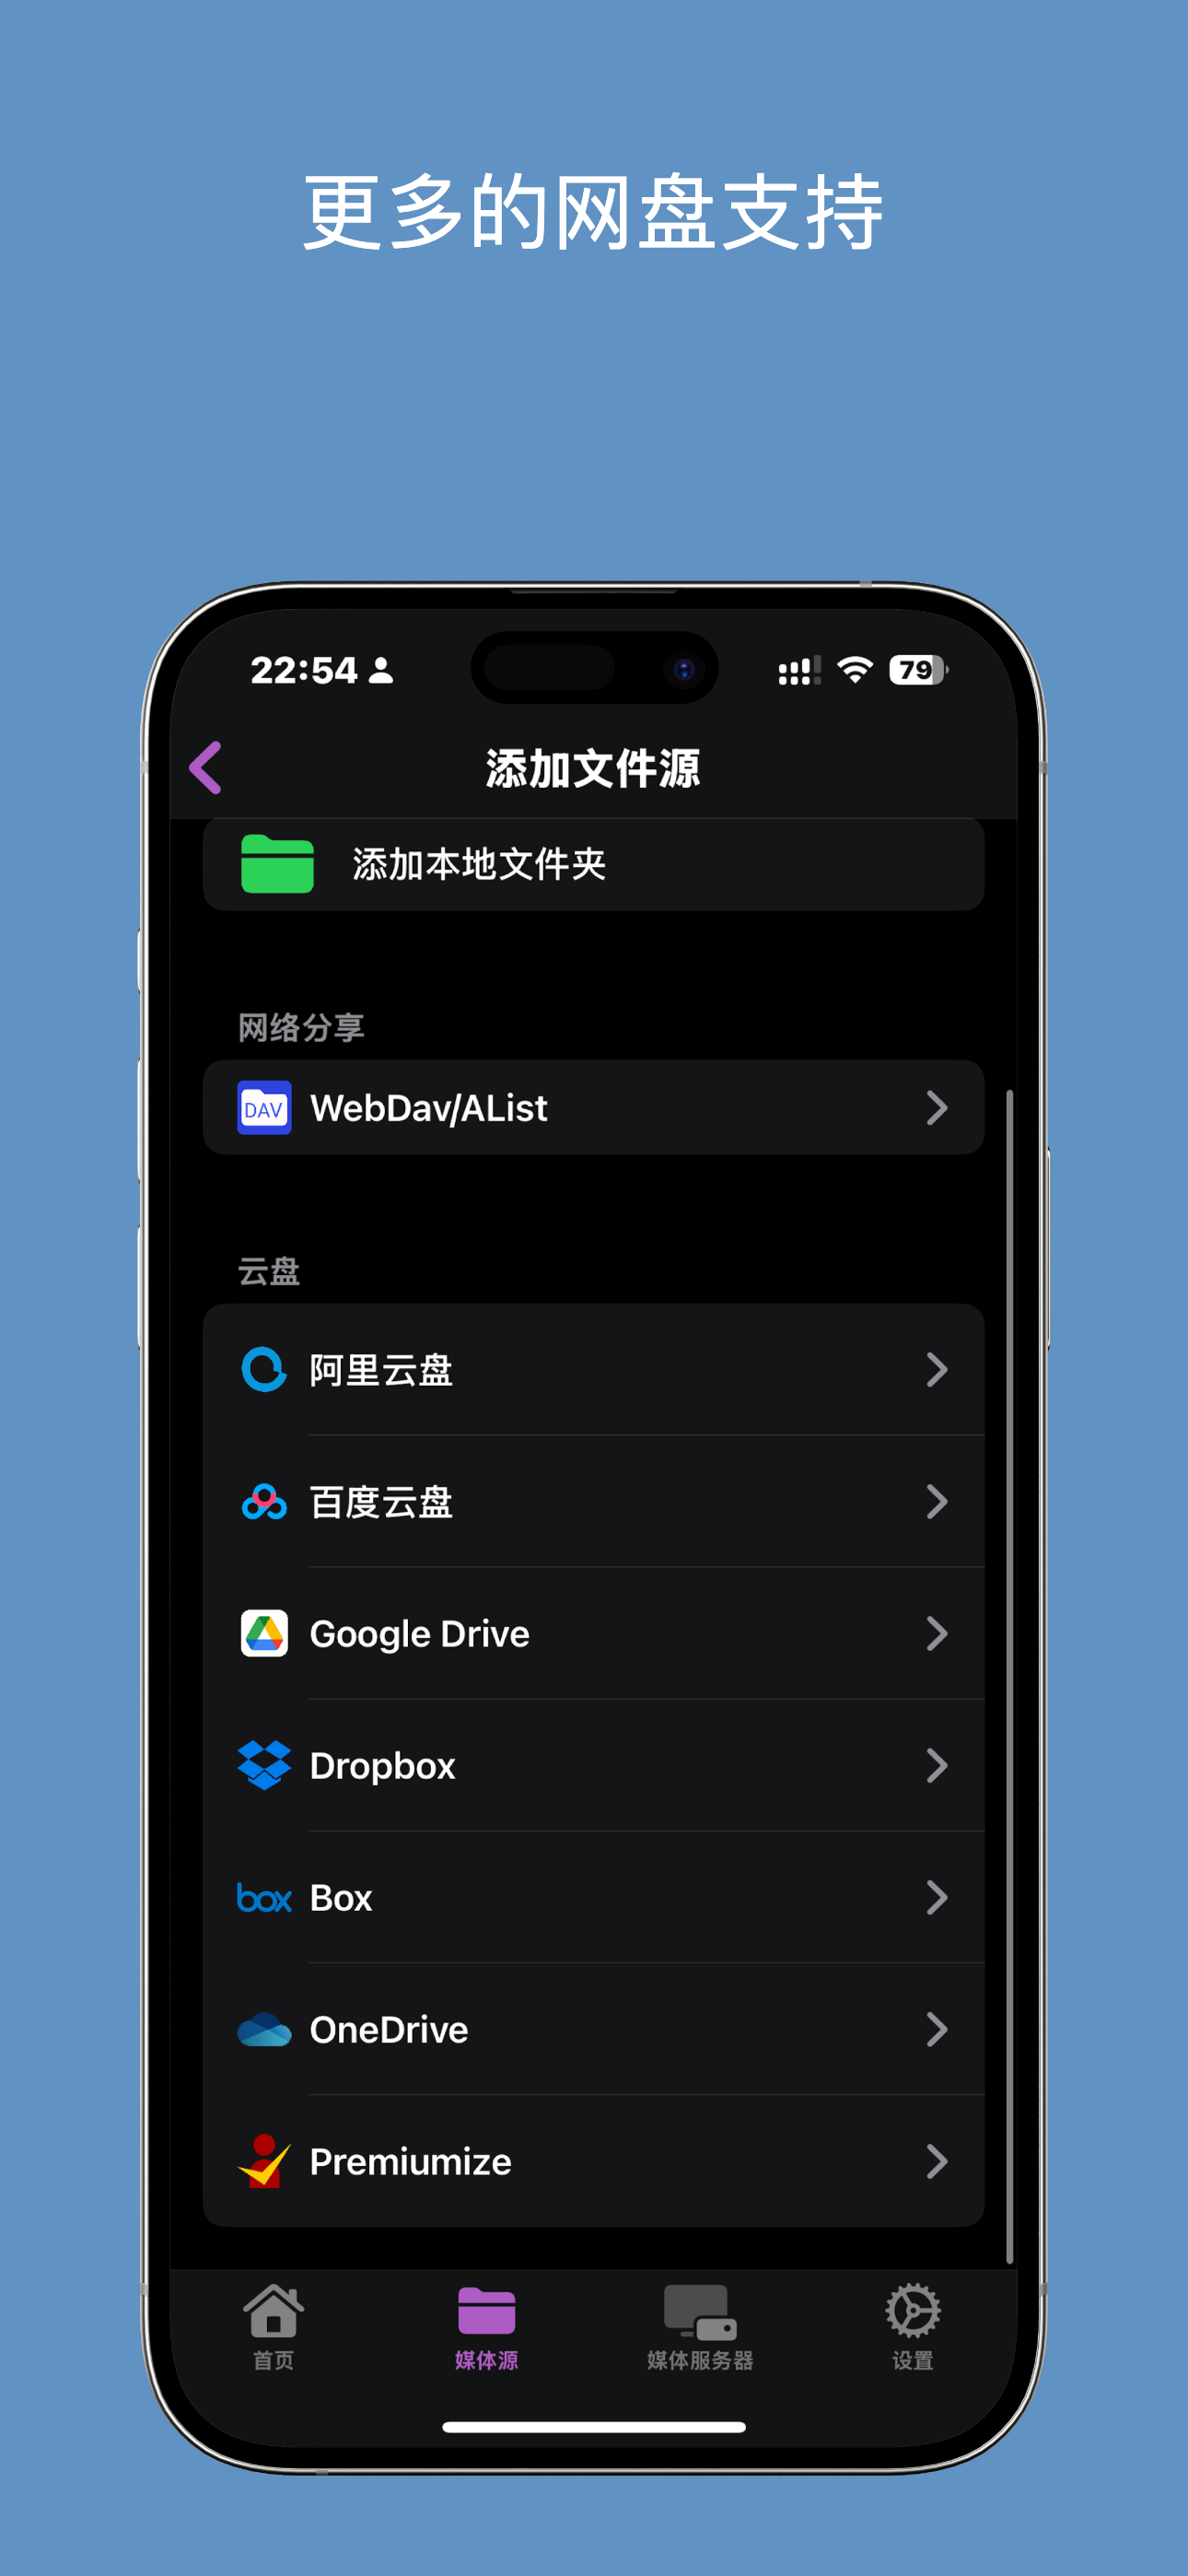 更多的网盘支持
22:54
79
添加文件源
添加本地文件夹
网络分享
DAV
WebDav/AList
云盘
阿里云盘
百度云盘
Google Drive
Dropbox
box
Box
OneDrive
Premiumize
首页
媒体源
媒体服务器
设置